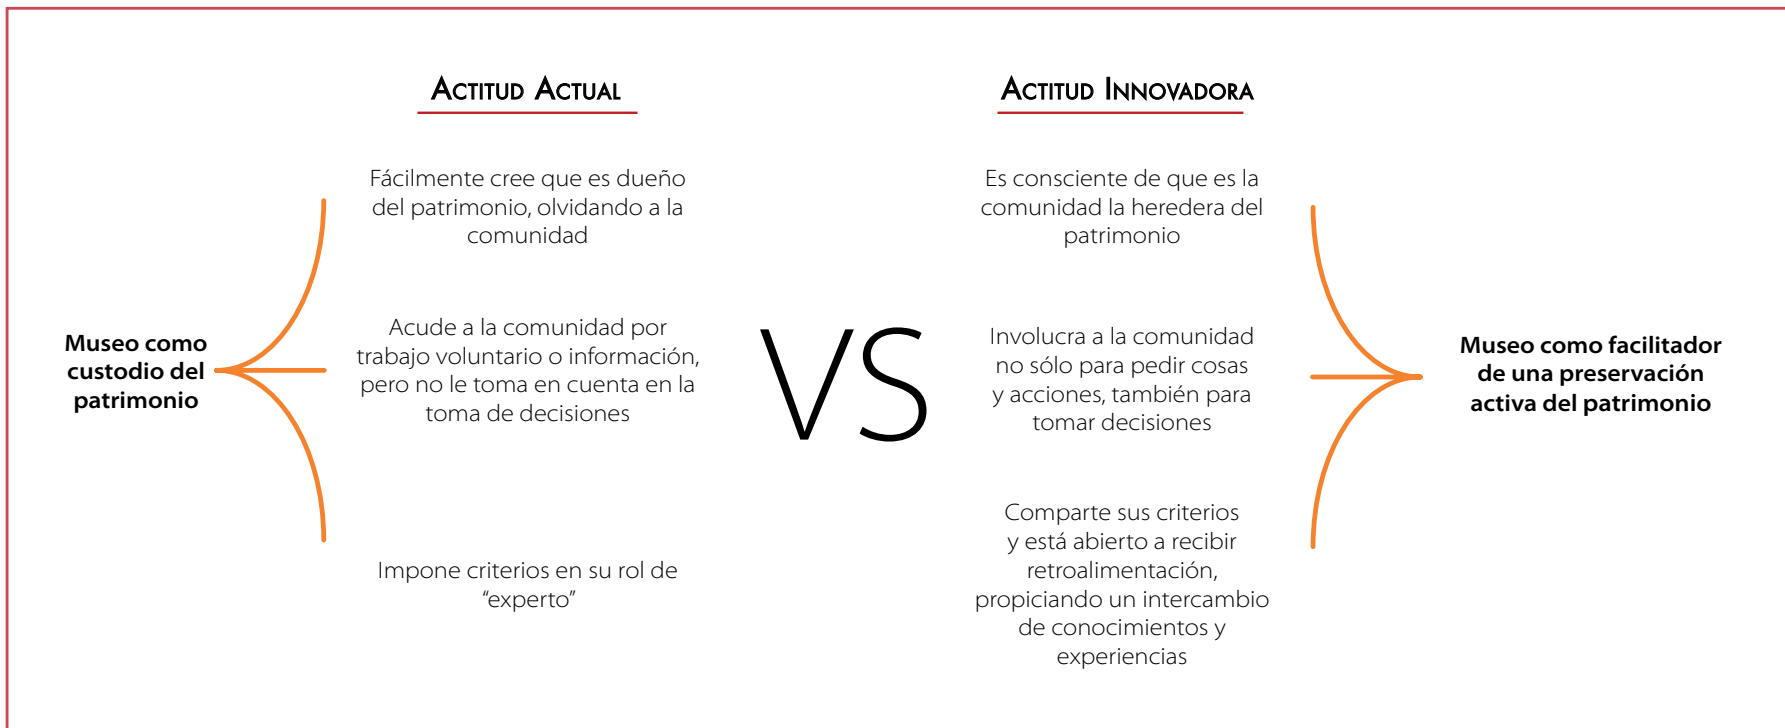 ACTITUD ACTUAL
Fácilmente cree que es dueño
del patrimonio, olvidando a la
comunidad
Museo como
custodio del
patrimonio
Acude a la comunidad por
trabajo voluntario o información,
pero no le toma en cuenta en la
toma de decisiones
Impone criterios en su rol de
“experto”
VS
ACTITUD INNOVADORA
Es consciente de que es la
comunidad la heredera del
patrimonio
Involucra a la comunidad
no sólo para pedir cosas
y acciones, también para
tomar decisiones
Comparte sus criterios
y está abierto a recibir
retroalimentación,
propiciando un intercambio
de conocimientos y
experiencias
Museo como facilitador
de una preservación
activa del patrimonio